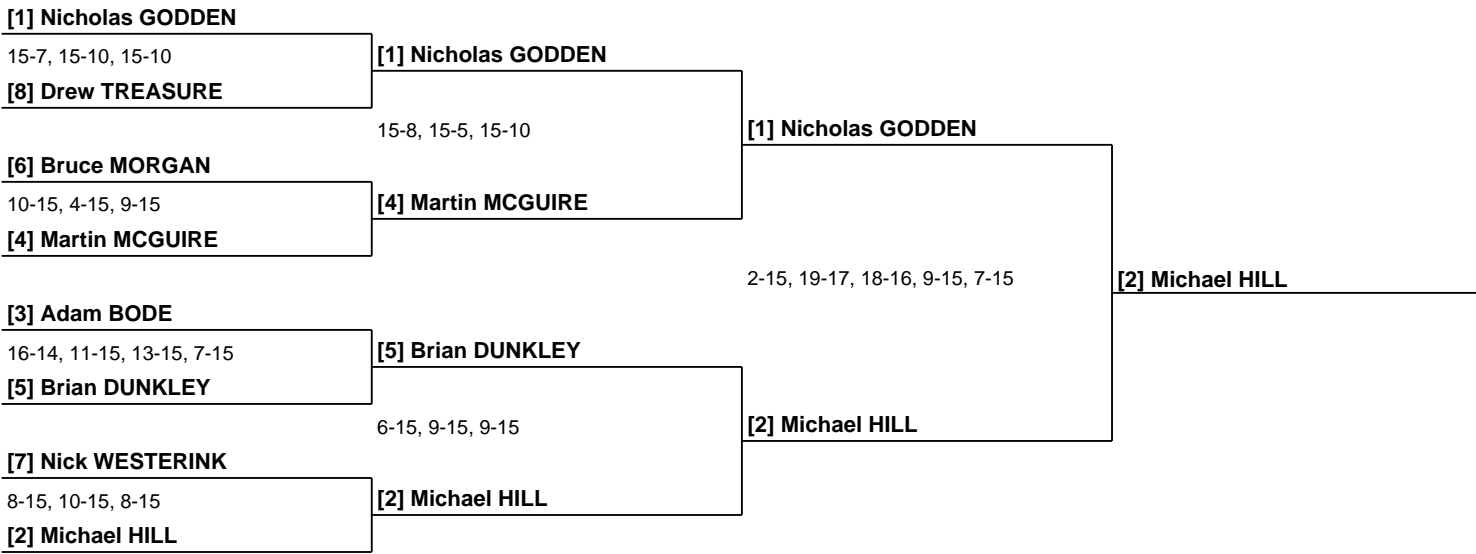 [1] Nicholas GODDEN
15-7, 15-10, 15-10
[8] Drew TREASURE
[6] Bruce MORGAN
10-15, 4-15, 9-15
[4] Martin MCGUIRE
[3] Adam BODE
16-14, 11-15, 13-15, 7-15
[5] Brian DUNKLEY
[7] Nick WESTERINK
8-15, 10-15, 8-15
[2] Michael HILL
[1] Nicholas GODDEN
15-8, 15-5, 15-10
[4] Martin MCGUIRE
[5] Brian DUNKLEY
6-15, 9-15, 9-15
[2] Michael HILL
[1] Nicholas GODDEN
2-15, 19-17, 18-16, 9-15, 7-15
[2] Michael HILL
[2] Michael HILL